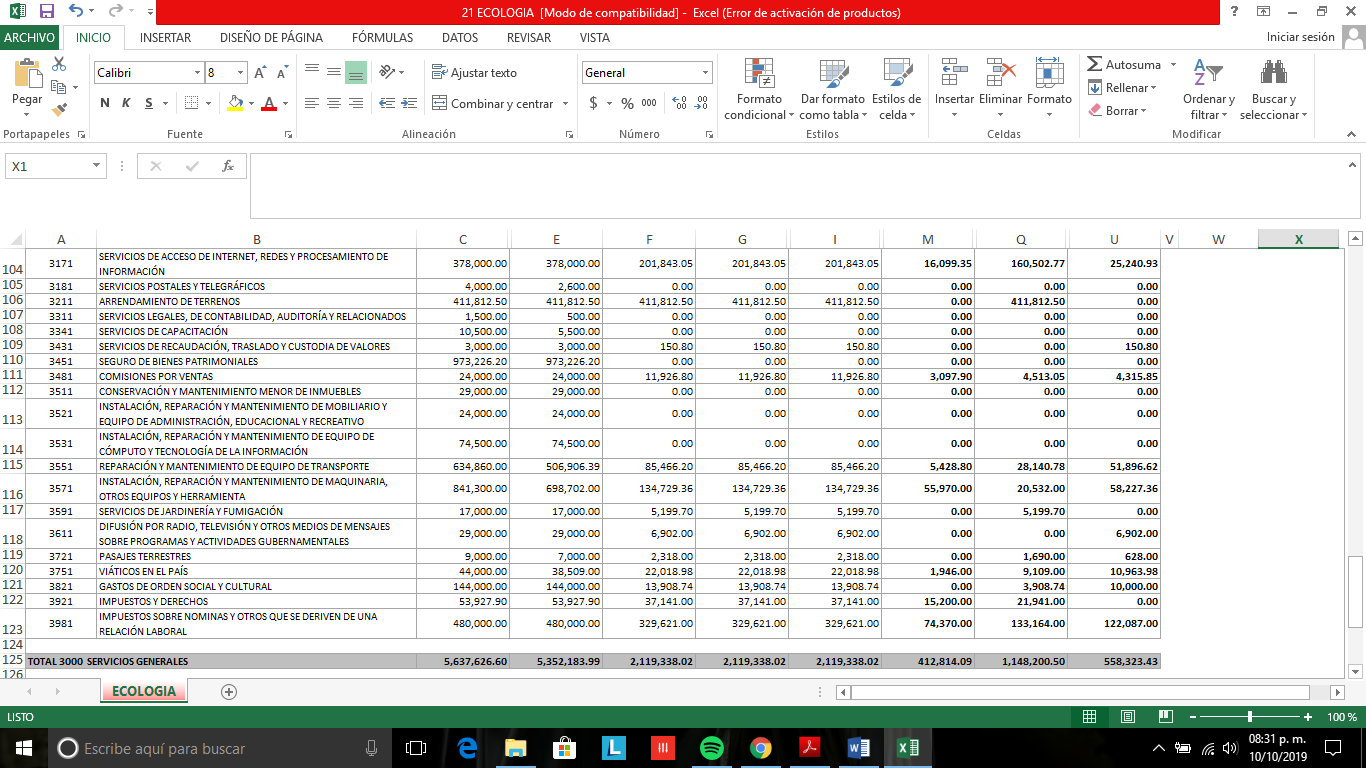 21 ECOLOGIA  [Modo de compatibilidad] -  Excel (Error de activación de productos)
ARCHIVO INICIO INSERTAR DISEÑO DE PÁGINA FÓRMULAS DATOS REVISAR VISTA Iniciar sesión
Pegar Calibri 8 Ajustar texto General Formato condicional Dar formato como tabla Estilos de celda Insertar Eliminar Formato Autosuma Rellenar Borrar Ordenar y filtrar Buscar y seleccionar
N K S A Combinar y centrar $ % 000
Portapapeles Fuente Alineación Número Estilos Celdas Modificar
X1 fx
A B C E F G I M Q U V W X
104 3171 SERVICIOS DE ACCESO DE INTERNET, REDES Y PROCESAMIENTO DE INFORMACIÓN 378,000.00 378,000.00 201,843.05 201,843.05 201,843.05 16,099.35 160,502.77 25,240.93
105 3181 SERVICIOS POSTALES Y TELEGRÁFICOS 4,000.00 2,600.00 0.00 0.00 0.00 0.00 0.00 0.00
106 3211 ARRENDAMIENTO DE TERRENOS 411,812.50 411,812.50 411,812.50 411,812.50 411,812.50 0.00 411,812.50 0.00
107 3311 SERVICIOS LEGALES, DE CONTABILIDAD, AUDITORÍA Y RELACIONADOS 1,500.00 500.00 0.00 0.00 0.00 0.00 0.00 0.00
108 3341 SERVICIOS DE CAPACITACIÓN 10,500.00 5,500.00 0.00 0.00 0.00 0.00 0.00 0.00
109 3431 SERVICIOS DE RECAUDACIÓN, TRASLADO Y CUSTODIA DE VALORES 3,000.00 3,000.00 150.80 150.80 150.80 0.00 0.00 150.80
110 3451 SEGURO DE BIENES PATRIMONIALES 973,226.20 973,226.20 0.00 0.00 0.00 0.00 0.00 0.00
111 3481 COMISIONES POR VENTAS 24,000.00 24,000.00 11,926.80 11,926.80 11,926.80 3,097.90 4,513.05 4,315.85
112 3511 CONSERVACIÓN Y MANTENIMIENTO MENOR DE INMUEBLES 29,000.00 29,000.00 0.00 0.00 0.00 0.00 0.00 0.00
113 3521 INSTALACIÓN, REPARACIÓN Y MANTENIMIENTO DE MOBILIARIO Y EQUIPO DE ADMINISTRACIÓN, EDUCACIONAL Y RECREATIVO 24,000.00 24,000.00 0.00 0.00 0.00 0.00 0.00 0.00
114 3531 INSTALACIÓN, REPARACIÓN Y MANTENIMIENTO DE EQUIPO DE CÓMPUTO Y TECNOLOGÍA DE LA INFORMACIÓN 74,500.00 74,500.00 0.00 0.00 0.00 0.00 0.00 0.00
115 3551 REPARACIÓN Y MANTENIMIENTO DE EQUIPO DE TRANSPORTE 634,860.00 506,906.39 85,466.20 85,466.20 85,466.20 5,428.80 28,140.78 51,896.62
116 3571 INSTALACIÓN, REPARACIÓN Y MANTENIMIENTO DE MAQUINARIA, OTROS EQUIPOS Y HERRAMIENTA 841,300.00 698,702.00 134,729.36 134,729.36 134,729.36 55,970.00 20,532.00 58,227.36
117 3591 SERVICIOS DE JARDINERÍA Y FUMIGACIÓN 17,000.00 17,000.00 5,199.70 5,199.70 5,199.70 0.00 5,199.70 0.00
118 3611 DIFUSIÓN POR RADIO, TELEVISIÓN Y OTROS MEDIOS DE MENSAJES SOBRE PROGRAMAS Y ACTIVIDADES GUBERNAMENTALES 29,000.00 29,000.00 6,902.00 6,902.00 6,902.00 0.00 0.00 6,902.00
119 3721 PASAJES TERRESTRES 9,000.00 7,000.00 2,318.00 2,318.00 2,318.00 0.00 1,690.00 628.00
120 3751 VIÁTICOS EN EL PAÍS 44,000.00 38,509.00 22,018.98 22,018.98 22,018.98 1,946.00 9,109.00 10,963.98
121 3821 GASTOS DE ORDEN SOCIAL Y CULTURAL 144,000.00 144,000.00 13,908.74 13,908.74 13,908.74 0.00 3,908.74 10,000.00
122 3921 IMPUESTOS Y DERECHOS 53,927.90 53,927.90 37,141.00 37,141.00 37,141.00 15,200.00 21,941.00 0.00
123 3981 IMPUESTOS SOBRE NOMINAS Y OTROS QUE SE DERIVEN DE UNA RELACIÓN LABORAL 480,000.00 480,000.00 329,621.00 329,621.00 329,621.00 74,370.00 133,164.00 122,087.00
124
125 TOTAL 3000  SERVICIOS GENERALES 5,637,626.60 5,352,183.99 2,119,338.02 2,119,338.02 2,119,338.02 412,814.09 1,148,200.50 558,323.43
126
ECOLOGIA
LISTO 100 %
Escribe aquí para buscar
08:31 p. m.
10/10/2019